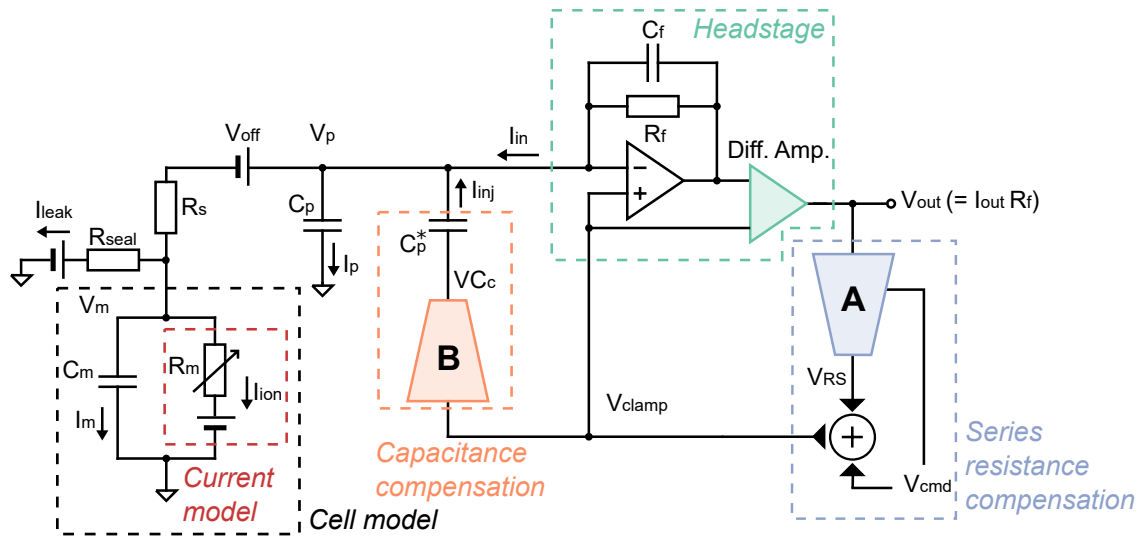 Cf
Headstage
Rf
Iin
Voff
Vp
Diff. Amp.
−
+
Vout (= Iout Rf)
Rs
Cp
Iinj
Ileak
Rseal
Cp*
Ip
VCc
A
Vm
B
Rm
Cm
VRS
Iion
Im
Vclamp
+
Vcmd
Capacitance
compensation
Series
resistance
compensation
Current
model
Cell model